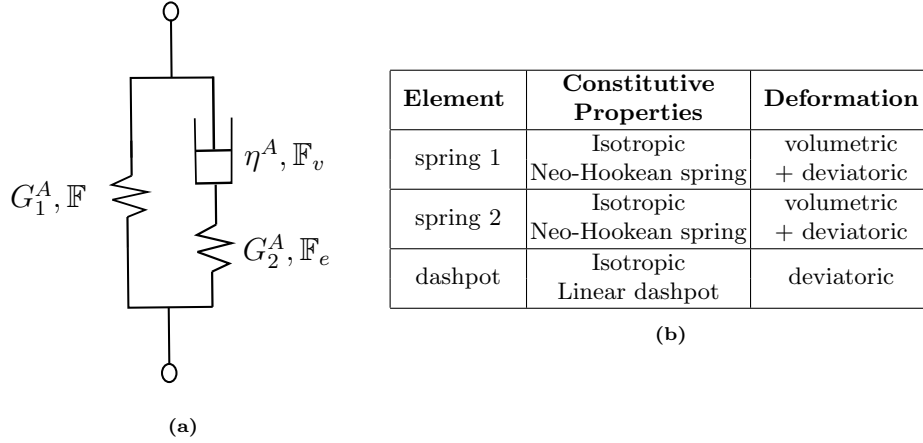 G_1^A, 𝔽
η^A, 𝔽_v
G_2^A, 𝔽_e
(a)
Element Constitutive Properties Deformation
spring 1 Isotropic Neo-Hookean spring volumetric + deviatoric
spring 2 Isotropic Neo-Hookean spring volumetric + deviatoric
dashpot Isotropic Linear dashpot deviatoric
(b)